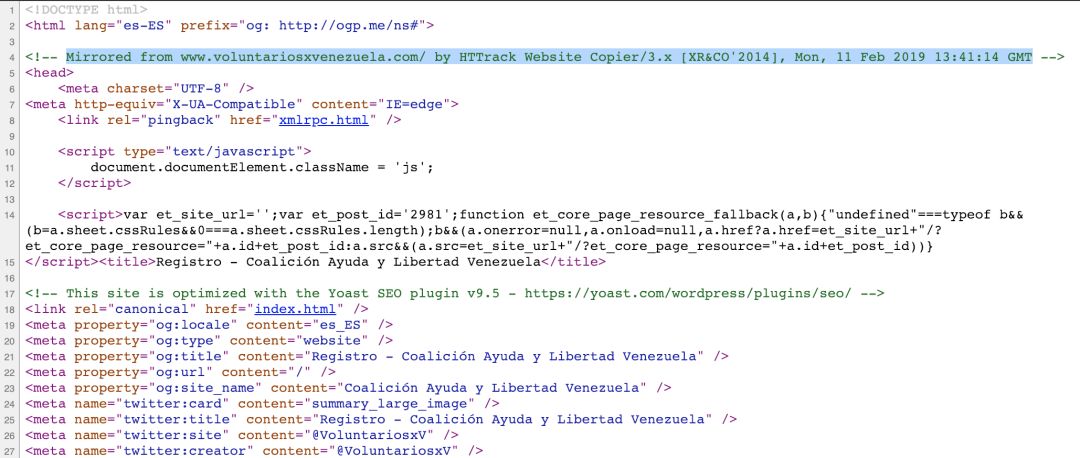 1 <!DOCTYPE html>
2 <html lang="es-ES" prefix="og: http://ogp.me/ns#">
3
4 <!-- Mirrored from www.voluntariosxvenezuela.com/ by HTTrack Website Copier/3.x [XR&CO'2014], Mon, 11 Feb 2019 13:41:14 GMT -->
5 <head>
6 <meta charset="UTF-8" />
7 <meta http-equiv="X-UA-Compatible" content="IE=edge">
8 <link rel="pingback" href="xmlrpc.html" />
9
10 <script type="text/javascript">
11 document.documentElement.className = 'js';
12 </script>
13
14 <script>var et_site_url='';var et_post_id='2981';function et_core_page_resource_fallback(a,b){"undefined"===typeof b&&
(b=a.sheet.cssRules&&0===a.sheet.cssRules.length);b&&(a.onerror=null,a.onload=null,a.href?a.href=et_site_url+"/?
et_core_page_resource="+a.id+et_post_id:a.src&&(a.src=et_site_url+"/?et_core_page_resource="+a.id+et_post_id))}
15 </script><title>Registro - Coalición Ayuda y Libertad Venezuela</title>
16
17 <!-- This site is optimized with the Yoast SEO plugin v9.5 - https://yoast.com/wordpress/plugins/seo/ -->
18 <link rel="canonical" href="index.html" />
19 <meta property="og:locale" content="es_ES" />
20 <meta property="og:type" content="website" />
21 <meta property="og:title" content="Registro - Coalición Ayuda y Libertad Venezuela" />
22 <meta property="og:url" content="/" />
23 <meta property="og:site_name" content="Coalición Ayuda y Libertad Venezuela" />
24 <meta name="twitter:card" content="summary_large_image" />
25 <meta name="twitter:title" content="Registro - Coalición Ayuda y Libertad Venezuela" />
26 <meta name="twitter:site" content="@VoluntariosxV" />
27 <meta name="twitter:creator" content="@VoluntariosxV" />